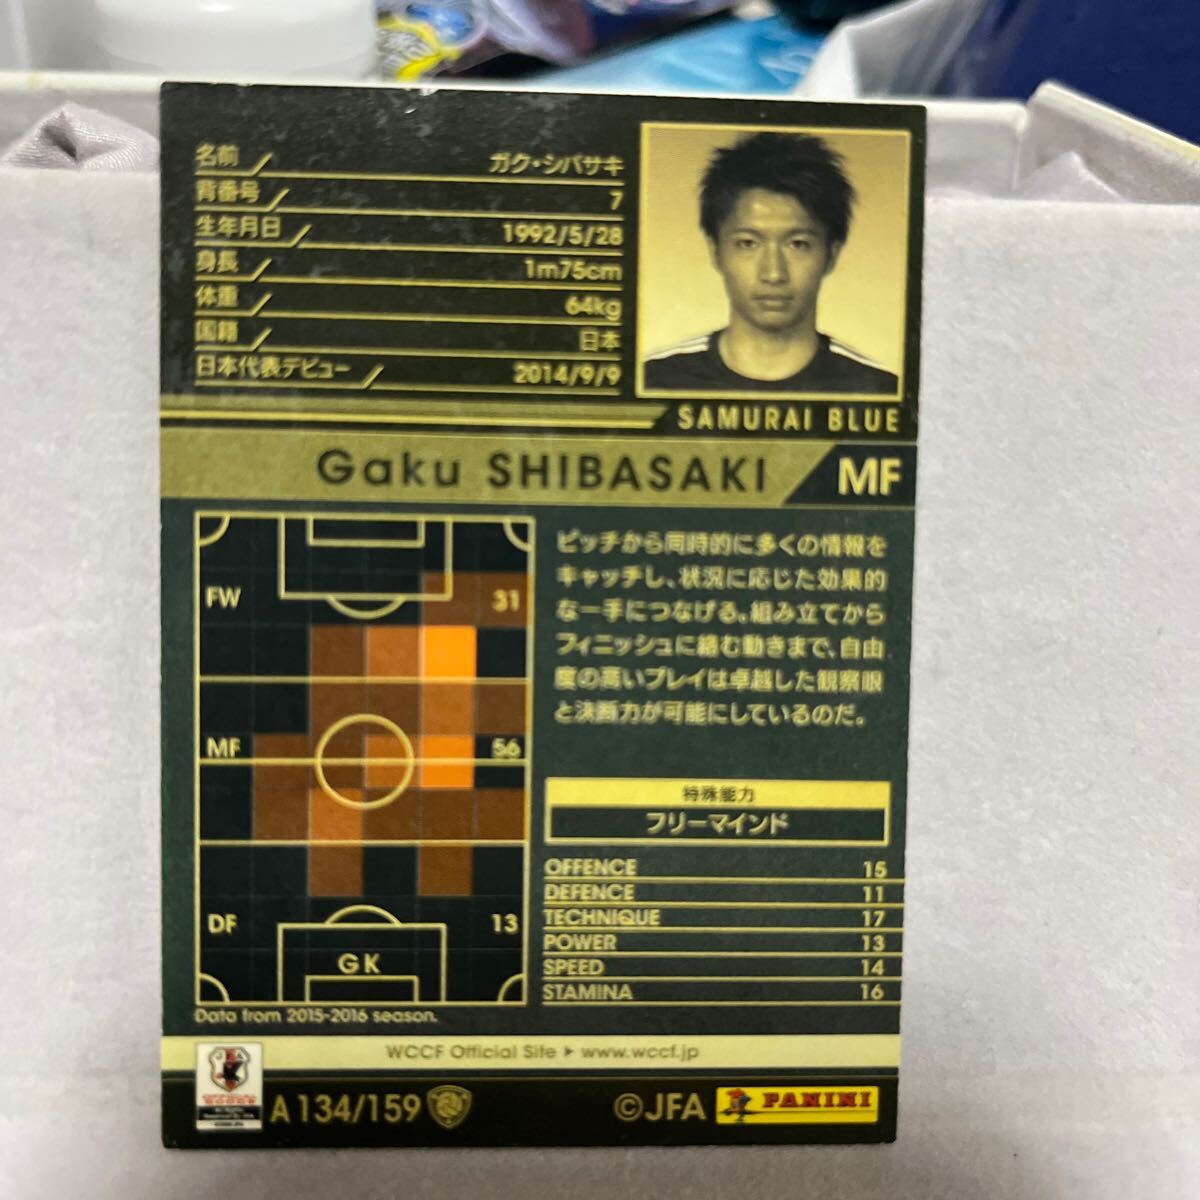 名前 ガク・シバサキ
背番号 7
生年月日 1992/5/28
身長 1m75cm
体重 64kg
国籍 日本
日本代表デビュー 2014/9/9
SAMURAI BLUE
Gaku SHIBASAKI MF
FW 31
MF 56
DF 13
GK
Data from 2015-2016 season.
ピッチから同時的に多くの情報を
キャッチし、状況に応じた効果的
な一手につなげる。組み立てから
フィニッシュに絡む動きまで、自由
度の高いプレイは卓越した観察眼
と決断力が可能にしているのだ。
特殊能力
フリーマインド
OFFENCE 15
DEFENCE 11
TECHNIQUE 17
POWER 13
SPEED 14
STAMINA 16
WCCF Official Site ▶ www.wccf.jp
A 134/159
©JFA
PANINI